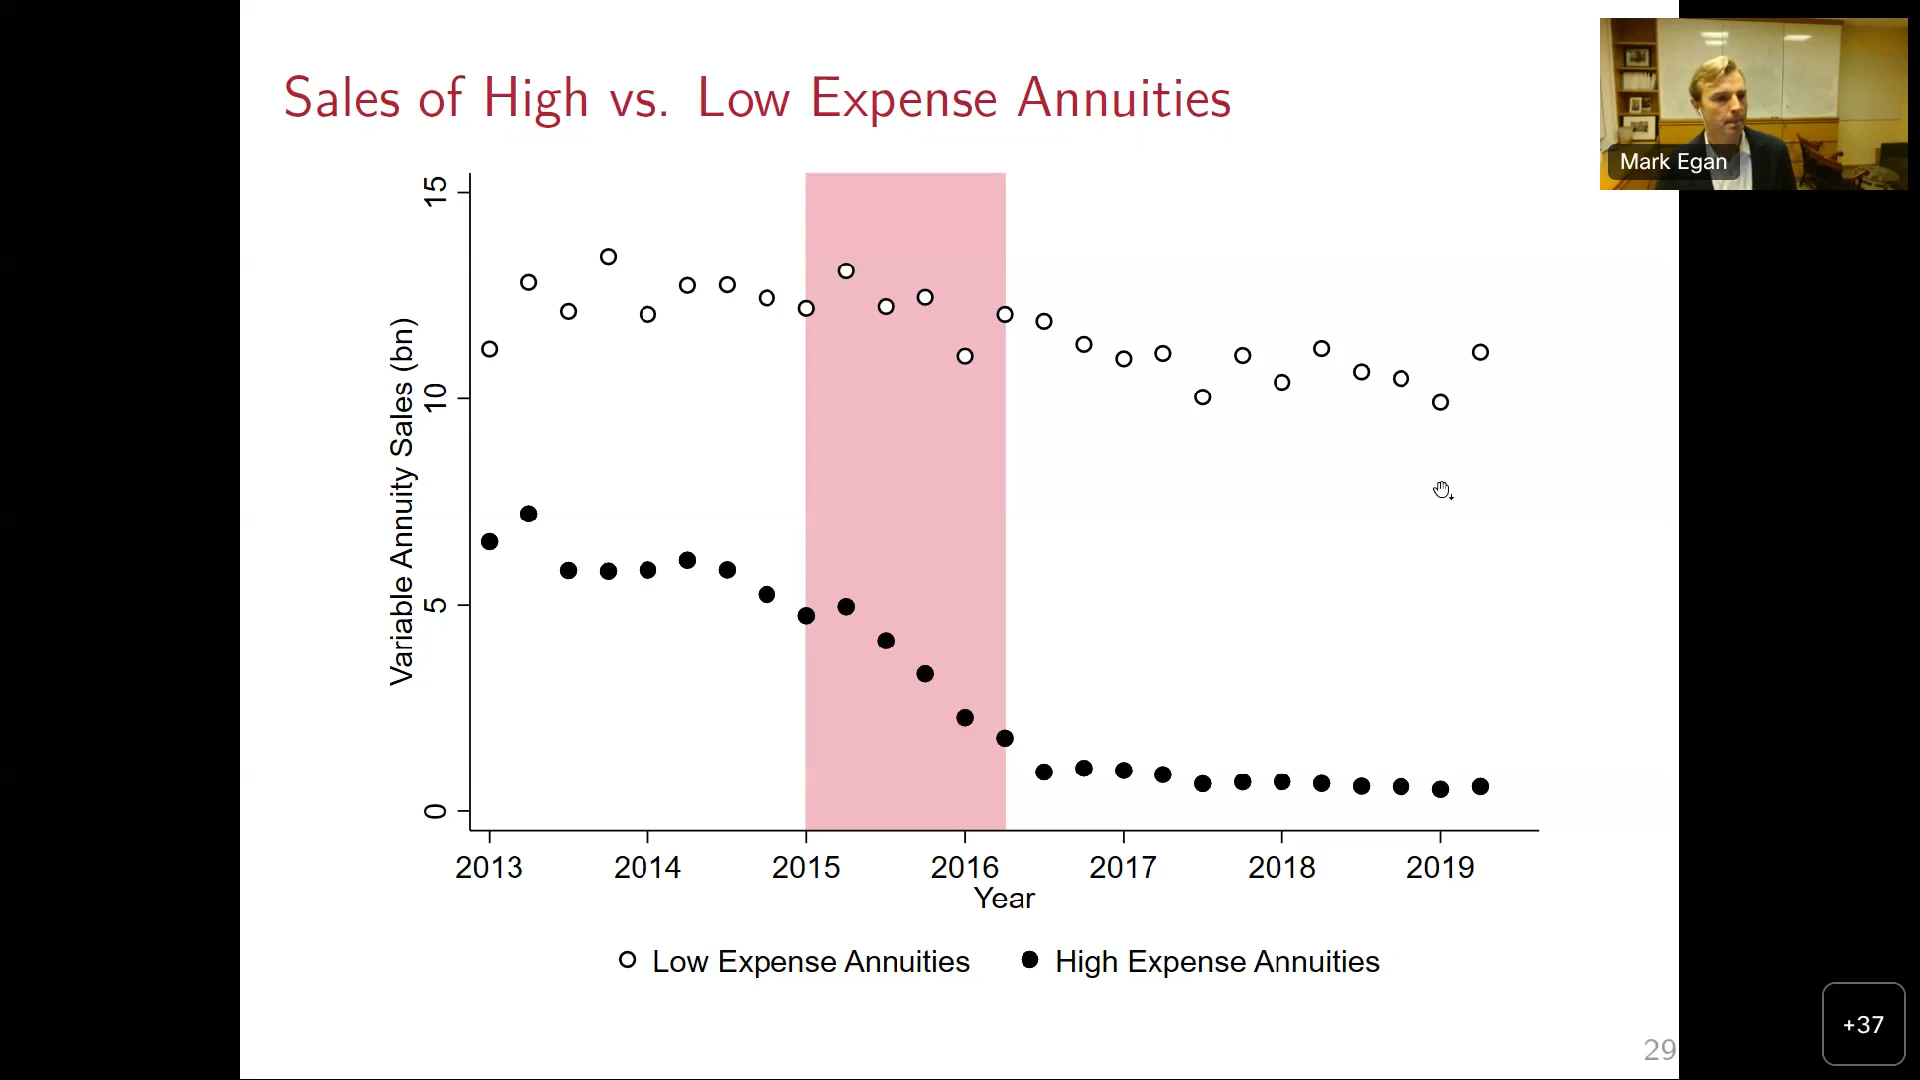 Sales of High vs. Low Expense Annuities
Mark Egan
Variable Annuity Sales (bn)
15
10
5
0
2013 2014 2015 2016 2017 2018 2019
Year
Low Expense Annuities High Expense Annuities
+37
29